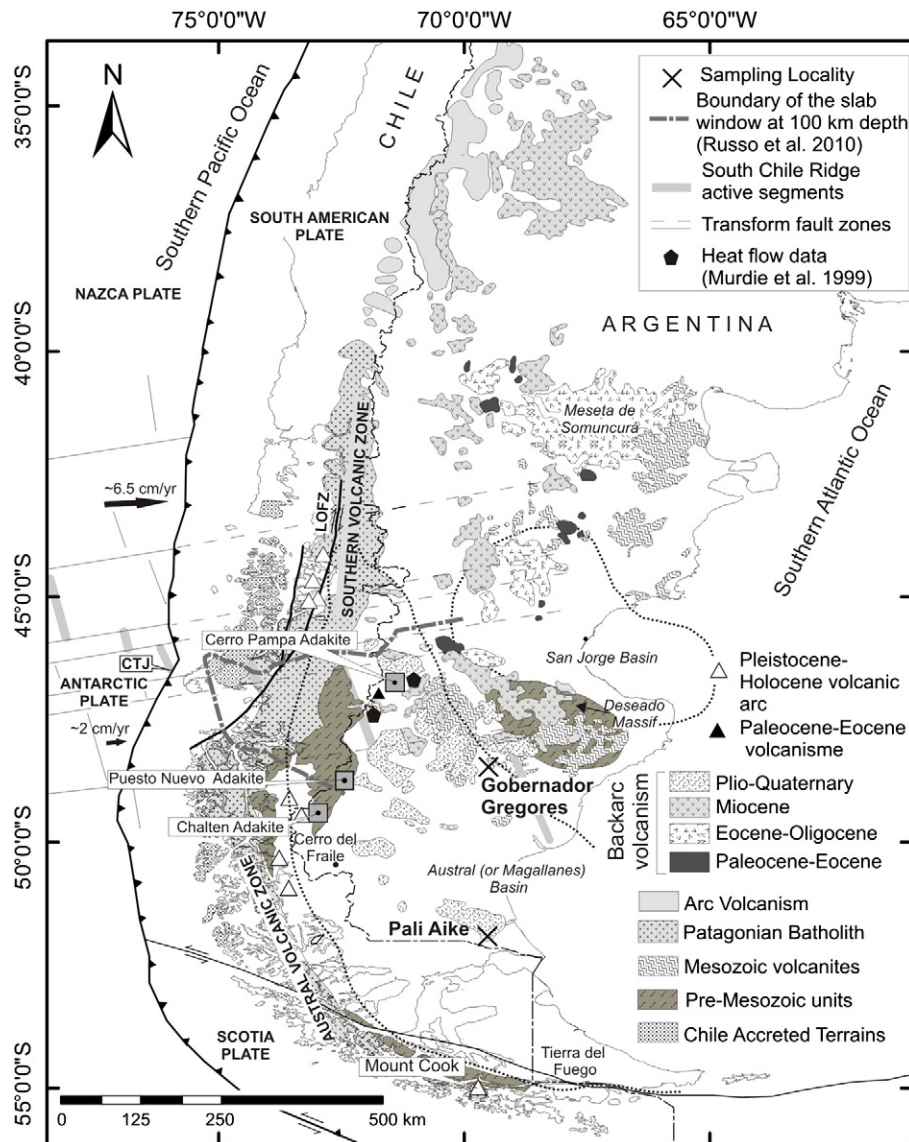 75°0'0"W
70°0'0"W
65°0'0"W
35°0'0"S
40°0'0"S
45°0'0"S
50°0'0"S
55°0'0"S
N
Southern Pacific Ocean
CHILE
SOUTH AMERICAN
PLATE
NAZCA PLATE
ARGENTINA
Sampling Locality
Boundary of the slab
window at 100 km depth
(Russo et al. 2010)
South Chile Ridge
active segments
Transform fault zones
Heat flow data
(Murdie et al. 1999)
Meseta de
Somuncurá
Southern Atlantic Ocean
~6.5 cm/yr
LOFZ
SOUTHERN VOLCANIC ZONE
Cerro Pampa Adakite
CTJ
ANTARCTIC
PLATE
~2 cm/yr
San Jorge Basin
Deseado
Massif
Puesto Nuevo Adakite
Gobernador
Gregores
Chalten Adakite
Cerro del
Fraile
Austral (or Magallanes)
Basin
Pali Aike
AUSTRAL VOLCANIC ZONE
SCOTIA
PLATE
Mount Cook
Tierra del
Fuego
Pleistocene-
Holocene volcanic
arc
Paleocene-Eocene
volcanisme
Backarc
volcanism
Plio-Quaternary
Miocene
Eocene-Oligocene
Paleocene-Eocene
Arc Volcanism
Patagonian Batholith
Mesozoic volcanites
Pre-Mesozoic units
Chile Accreted Terrains
0 125 250 500 km